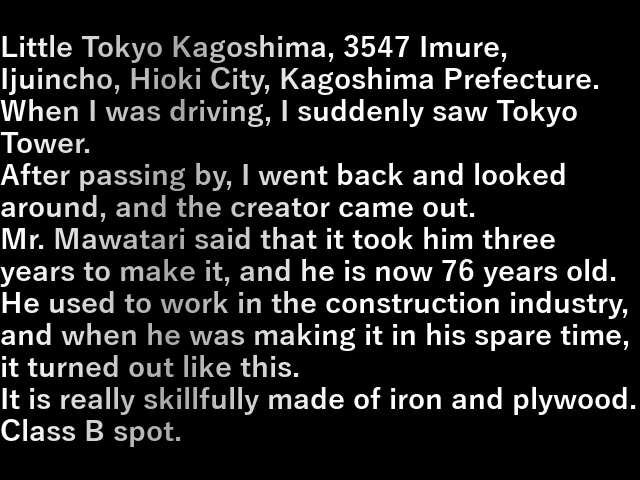 Little Tokyo Kagoshima, 3547 Imure,
Ijuincho, Hioki City, Kagoshima Prefecture.
When I was driving, I suddenly saw Tokyo
Tower.
After passing by, I went back and looked
around, and the creator came out.
Mr. Mawatari said that it took him three
years to make it, and he is now 76 years old.
He used to work in the construction industry,
and when he was making it in his spare time,
it turned out like this.
It is really skillfully made of iron and plywood.
Class B spot.